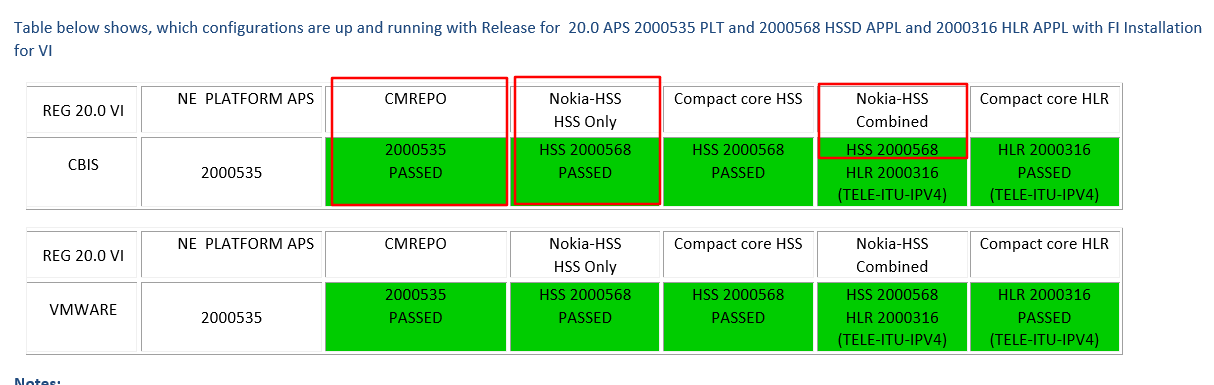 Table below shows, which configurations are up and running with Release for  20.0 APS 2000535 PLT and 2000568 HSSD APPL and 2000316 HLR APPL with FI Installation
for VI
REG 20.0 VI
NE  PLATFORM APS
CMREPO
Nokia-HSS
HSS Only
Compact core HSS
Nokia-HSS
Combined
Compact core HLR
CBIS
2000535
2000535
PASSED
HSS 2000568
PASSED
HSS 2000568
PASSED
HSS 2000568
HLR 2000316
(TELE-ITU-IPV4)
HLR 2000316
PASSED
(TELE-ITU-IPV4)
REG 20.0 VI
NE  PLATFORM APS
CMREPO
Nokia-HSS
HSS Only
Compact core HSS
Nokia-HSS
Combined
Compact core HLR
VMWARE
2000535
2000535
PASSED
HSS 2000568
PASSED
HSS 2000568
PASSED
HSS 2000568
HLR 2000316
(TELE-ITU-IPV4)
HLR 2000316
PASSED
(TELE-ITU-IPV4)
Notes: